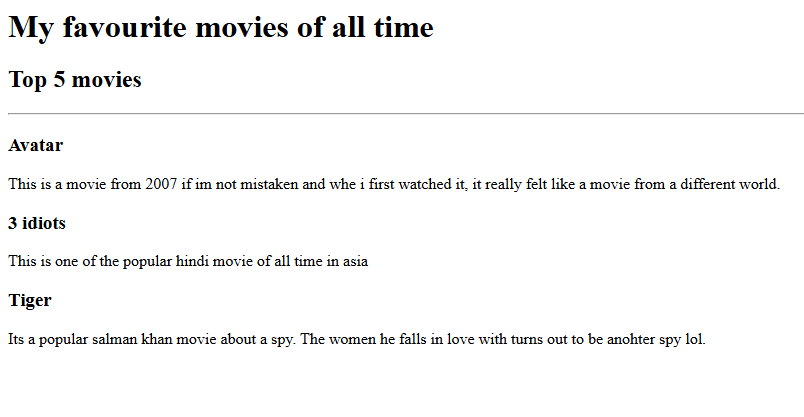 My favourite movies of all time
Top 5 movies
Avatar
This is a movie from 2007 if im not mistaken and whe i first watched it, it really felt like a movie from a different world.
3 idiots
This is one of the popular hindi movie of all time in asia
Tiger
Its a popular salman khan movie about a spy. The women he falls in love with turns out to be anohter spy lol.